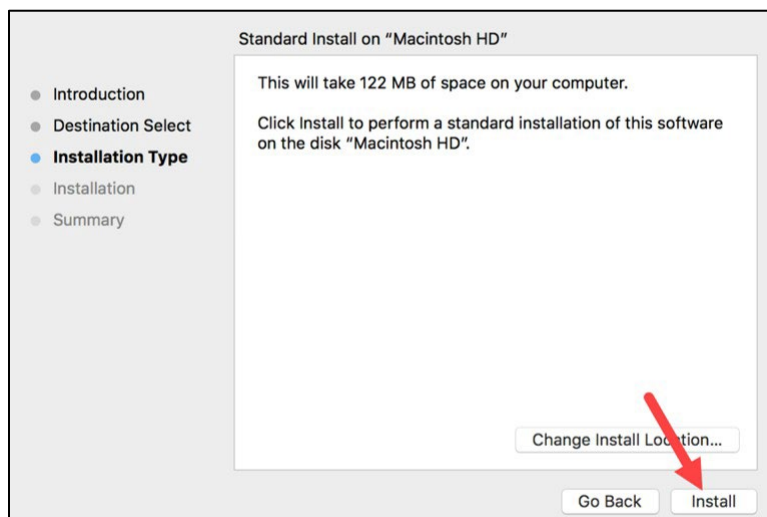 Standard Install on “Macintosh HD”
Introduction
Destination Select
Installation Type
Installation
Summary
This will take 122 MB of space on your computer.
Click Install to perform a standard installation of this software
on the disk “Macintosh HD”.
Change Install Location...
Go Back
Install